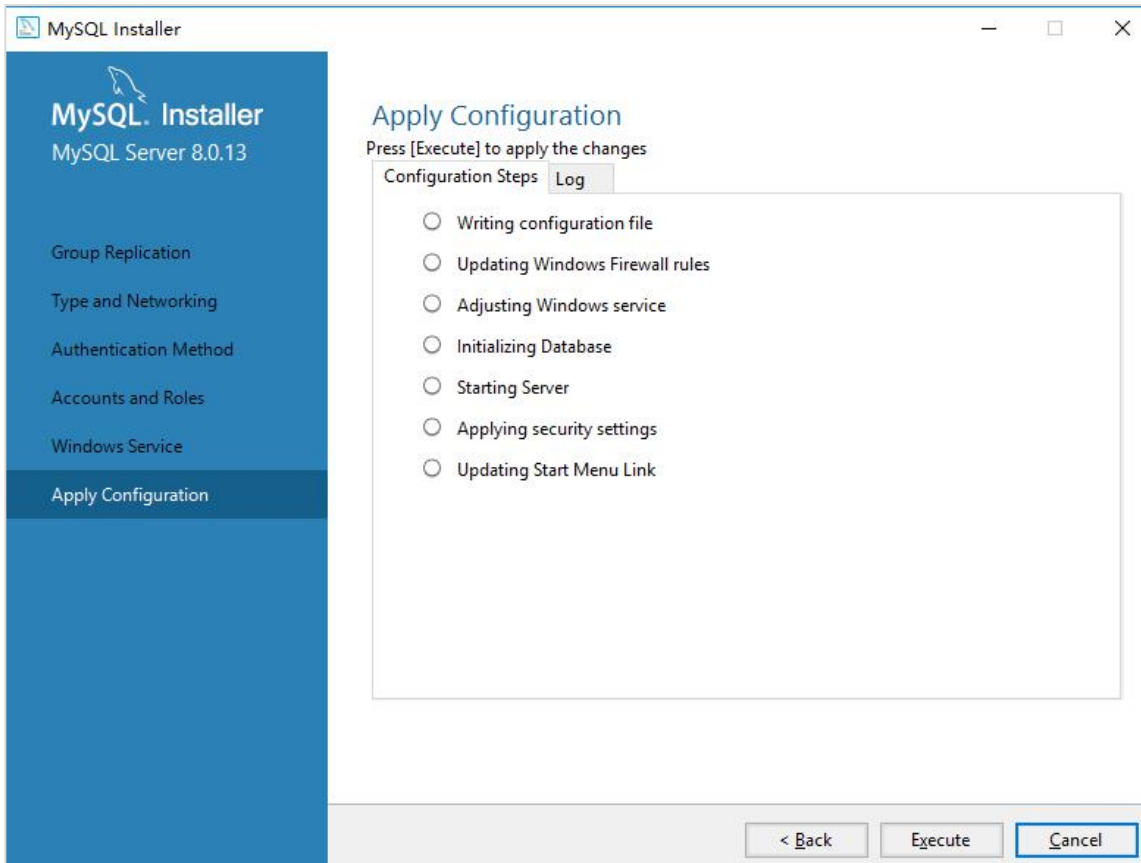 MySQL Installer
MySQL. Installer
MySQL Server 8.0.13
Group Replication
Type and Networking
Authentication Method
Accounts and Roles
Windows Service
Apply Configuration
Apply Configuration
Press [Execute] to apply the changes
Configuration Steps
Log
Writing configuration file
Updating Windows Firewall rules
Adjusting Windows service
Initializing Database
Starting Server
Applying security settings
Updating Start Menu Link
< Back
Execute
Cancel